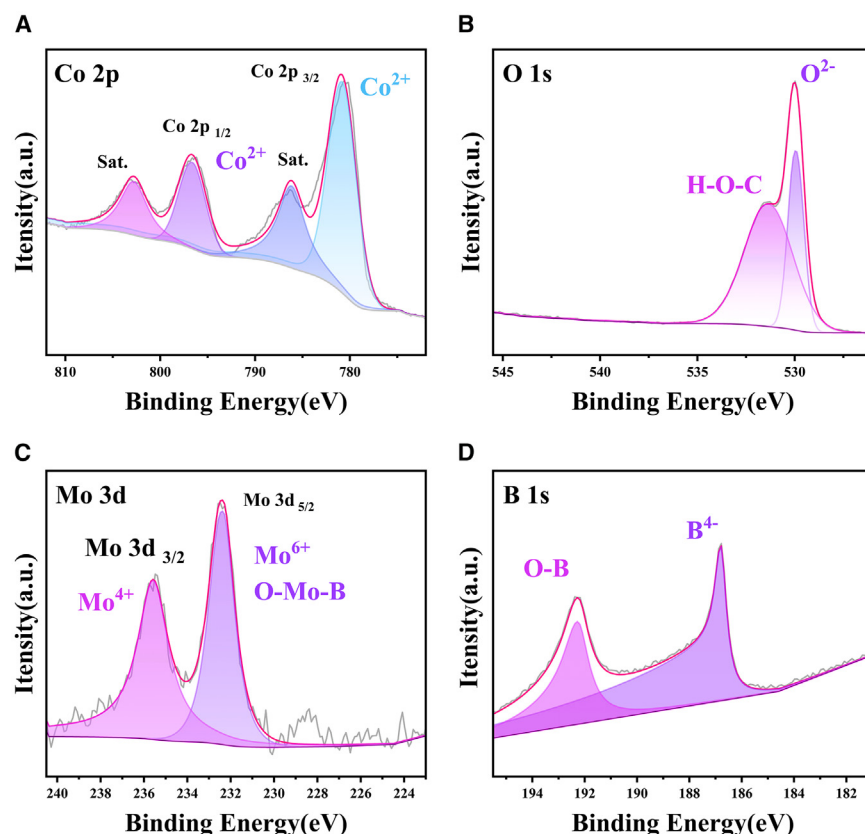 A
Co 2p
Co 2p 3/2
Co²⁺
Co 2p 1/2
Co²⁺
Sat.
Sat.
Itensity(a.u.)
810 800 790 780
Binding Energy(eV)
B
O 1s
O²⁻
H-O-C
Itensity(a.u.)
545 540 535 530
Binding Energy(eV)
C
Mo 3d
Mo 3d 5/2
Mo 3d 3/2
Mo⁶⁺
O-Mo-B
Mo⁴⁺
Itensity(a.u.)
240 238 236 234 232 230 228 226 224
Binding Energy(eV)
D
B 1s
B⁴⁻
O-B
Itensity(a.u.)
194 192 190 188 186 184 182
Binding Energy(eV)